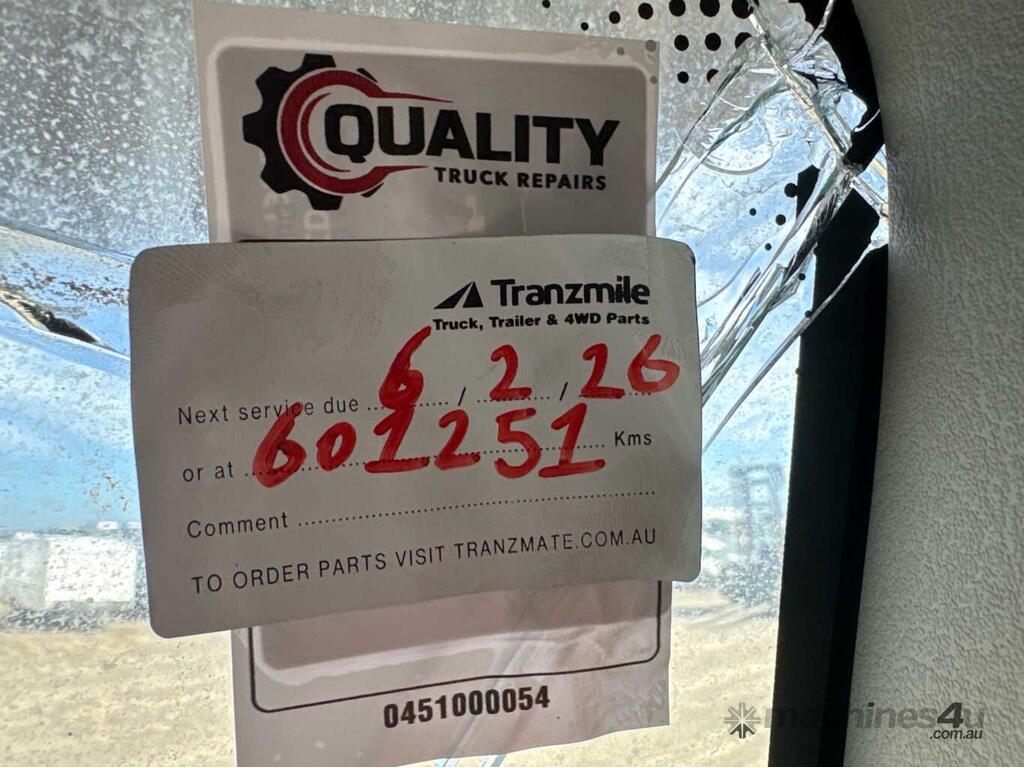 QUALITY
TRUCK REPAIRS
Tranzmile
Truck, Trailer & 4WD Parts
Next service due 6 / 2 / 26
or at 601251 Kms
Comment
TO ORDER PARTS VISIT TRANZMATE.COM.AU
0451000054
machines4u
.com.au